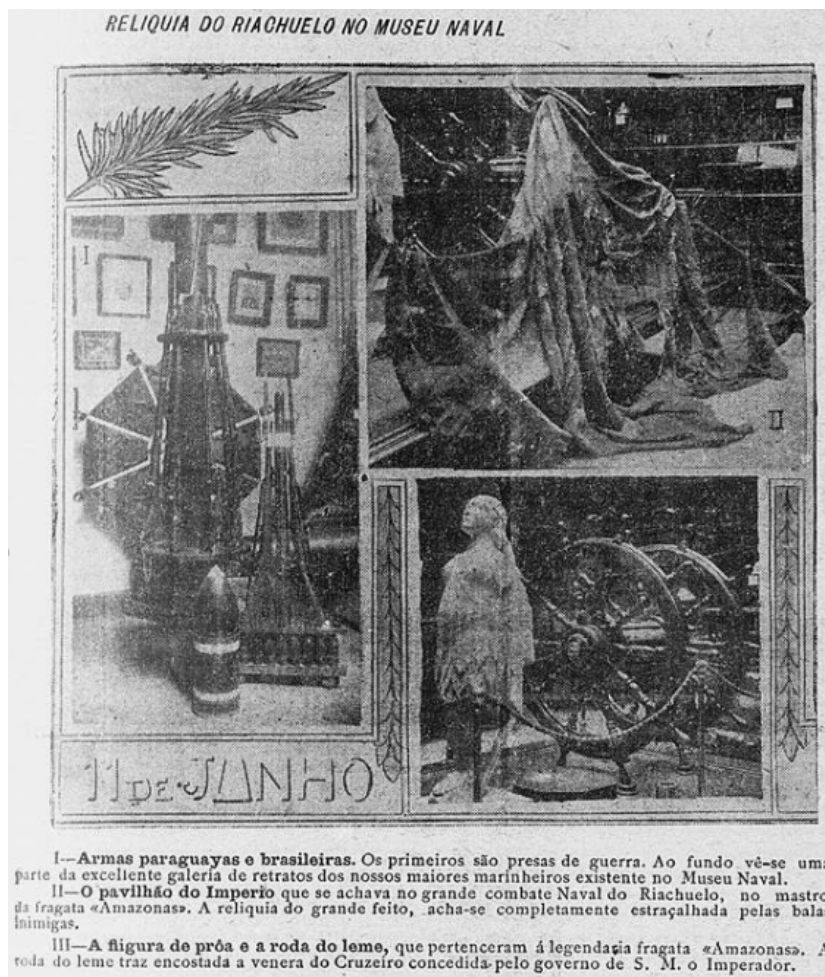 RELIQUIA DO RIACHUELO NO MUSEU NAVAL
I
II
11 DE JUNHO
I—Armas paraguayas e brasileiras. Os primeiros são presas de guerra. Ao fundo vê-se uma
parte da excellente galeria de retratos dos nossos maiores marinheiros existente no Museu Naval.
II—O pavilhão do Imperio que se achava no grande combate Naval do Riachuelo, no mastro
da fragata «Amazonas». A reliquia do grande feito, acha-se completamente estraçalhada pelas balas
inimigas.
III—A figura de prôa e a roda do leme, que pertenceram á legendaria fragata «Amazonas». A
roda do leme traz encostada a venera do Cruzeiro concedida pelo governo de S. M. o Imperador.